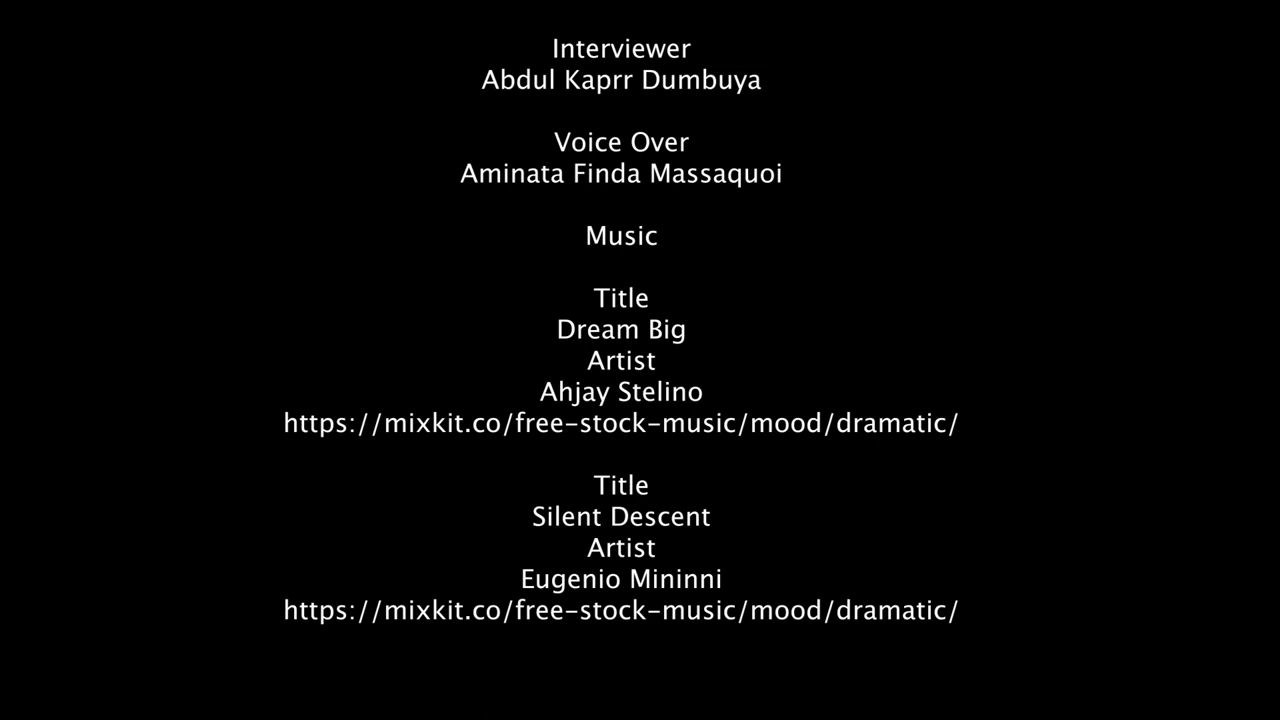 Interviewer
Abdul Kaprr Dumbuya
Voice Over
Aminata Finda Massaquoi
Music
Title
Dream Big
Artist
Ahjay Stelino
https://mixkit.co/free-stock-music/mood/dramatic/
Title
Silent Descent
Artist
Eugenio Mininni
https://mixkit.co/free-stock-music/mood/dramatic/